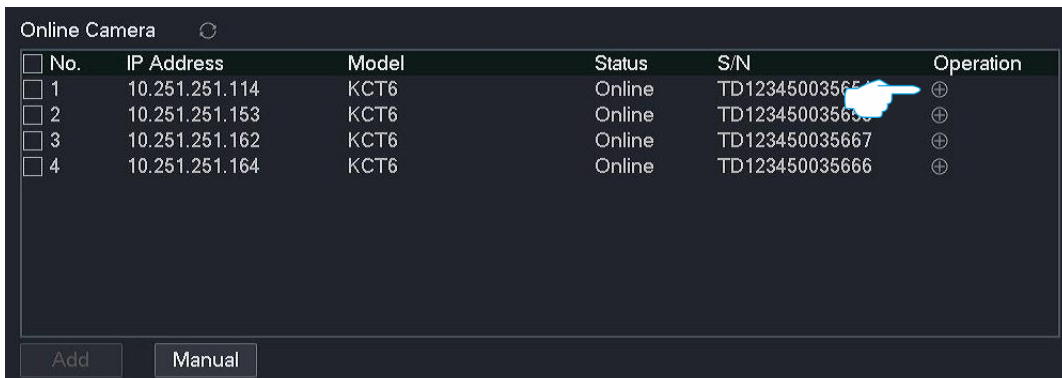 Online Camera
No. IP Address Model Status S/N Operation
1 10.251.251.114 KCT6 Online
2 10.251.251.153 KCT6 Online
3 10.251.251.162 KCT6 Online TD123450035667
4 10.251.251.164 KCT6 Online TD123450035666
Add Manual